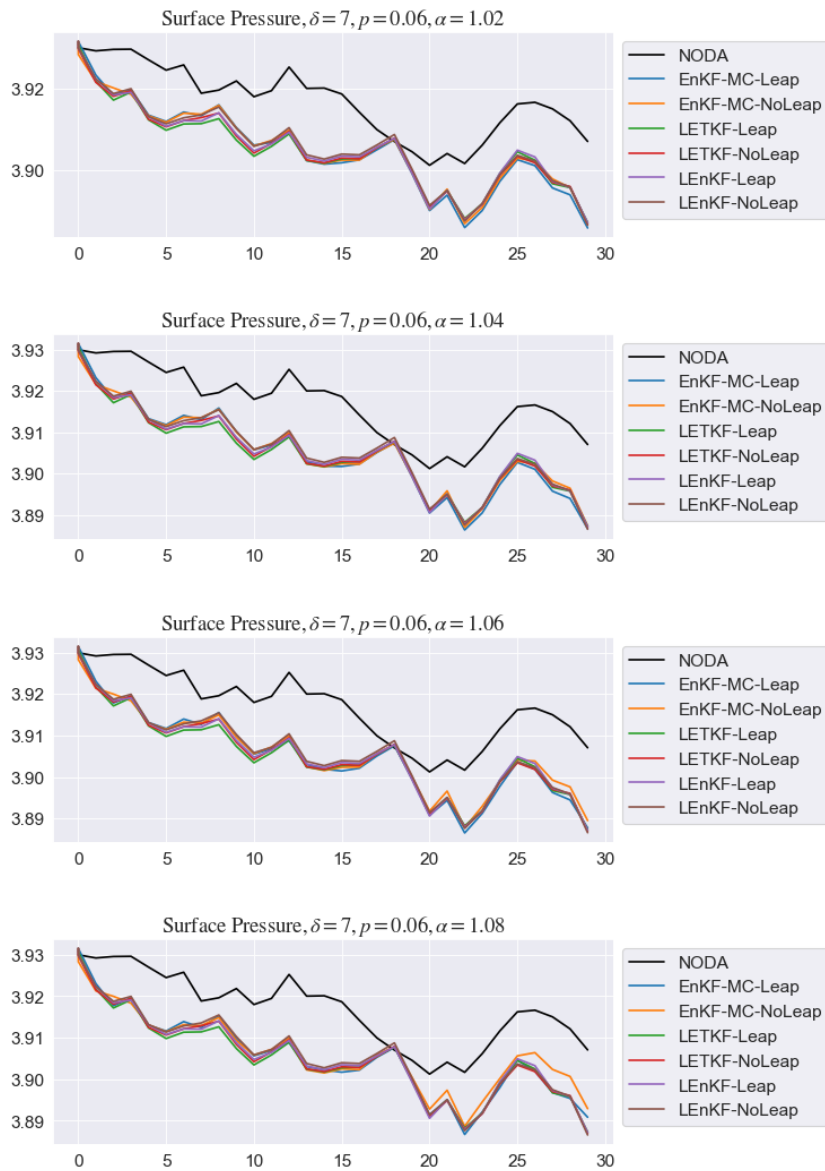 Surface Pressure, δ = 7, p = 0.06, α = 1.02
3.92
3.90
0 5 10 15 20 25 30
NODA
EnKF-MC-Leap
EnKF-MC-NoLeap
LETKF-Leap
LETKF-NoLeap
LEnKF-Leap
LEnKF-NoLeap
Surface Pressure, δ = 7, p = 0.06, α = 1.04
3.93
3.92
3.91
3.90
3.89
0 5 10 15 20 25 30
NODA
EnKF-MC-Leap
EnKF-MC-NoLeap
LETKF-Leap
LETKF-NoLeap
LEnKF-Leap
LEnKF-NoLeap
Surface Pressure, δ = 7, p = 0.06, α = 1.06
3.93
3.92
3.91
3.90
3.89
0 5 10 15 20 25 30
NODA
EnKF-MC-Leap
EnKF-MC-NoLeap
LETKF-Leap
LETKF-NoLeap
LEnKF-Leap
LEnKF-NoLeap
Surface Pressure, δ = 7, p = 0.06, α = 1.08
3.93
3.92
3.91
3.90
3.89
0 5 10 15 20 25 30
NODA
EnKF-MC-Leap
EnKF-MC-NoLeap
LETKF-Leap
LETKF-NoLeap
LEnKF-Leap
LEnKF-NoLeap